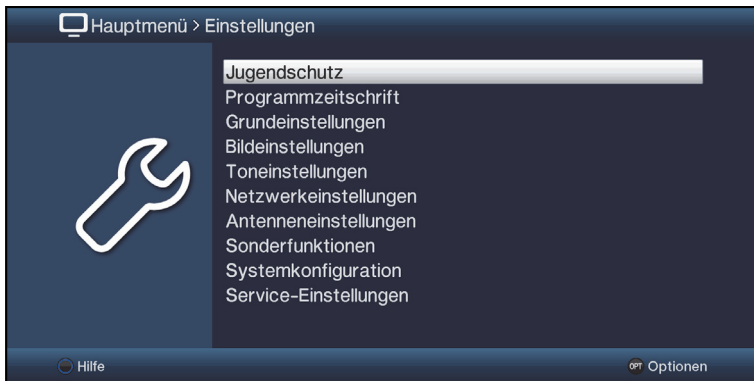 Hauptmenü > Einstellungen
Jugendschutz
Programmzeitschrift
Grundeinstellungen
Bildeinstellungen
Toneinstellungen
Netzwerkeinstellungen
Antenneneinstellungen
Sonderfunktionen
Systemkonfiguration
Service-Einstellungen
Hilfe
OPT Optionen